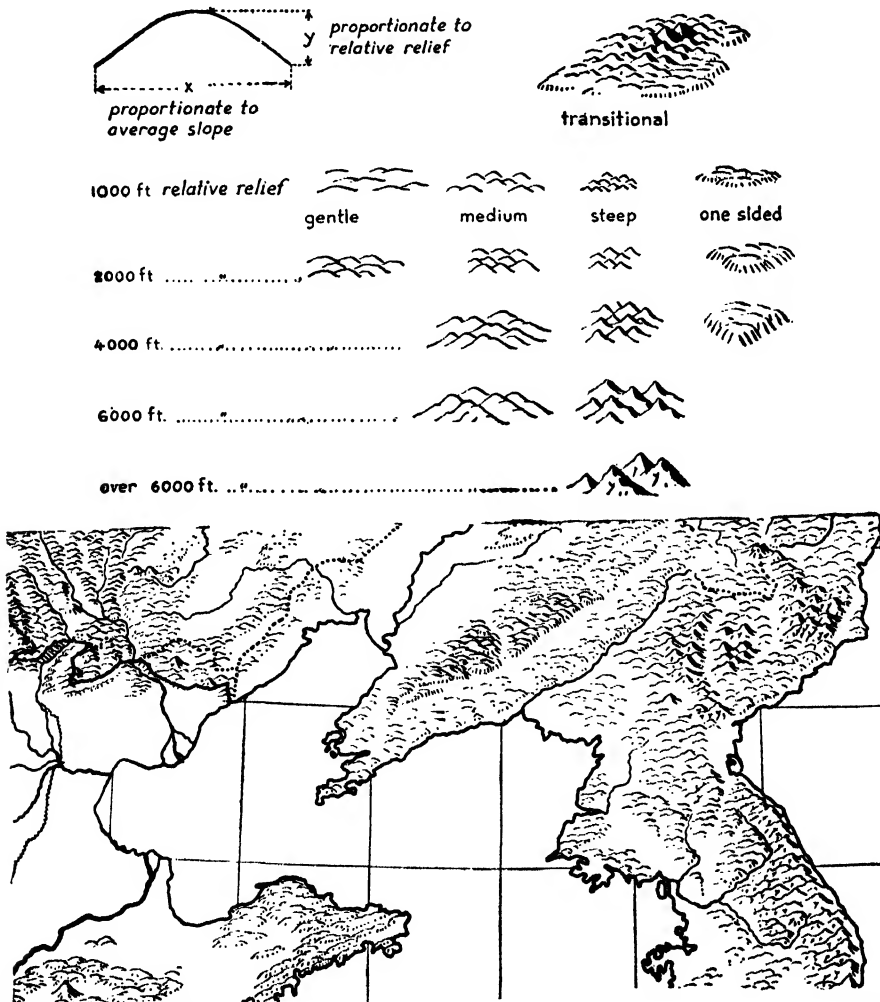 y proportionate to
relative relief
x
proportionate to
average slope
transitional
1000 ft relative relief
gentle medium steep one sided
2000 ft ..... „
4000 ft. ..... „
6000 ft. ..... „
over 6000 ft. ..... „